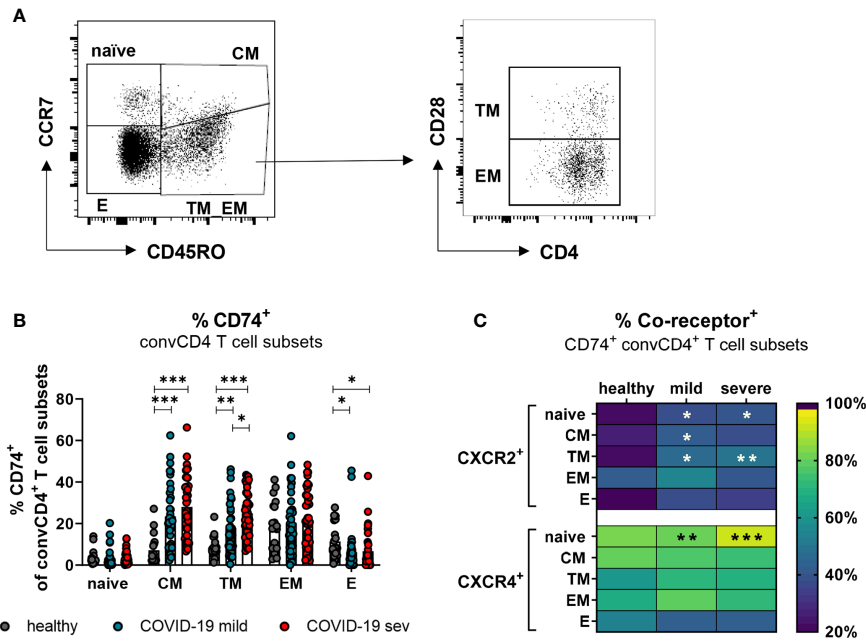 A
naïve
CM
CCR7
E
TM_EM
CD45RO
TM
EM
CD28
CD4
B
% CD74+
convCD4 T cell subsets
% CD74+
of convCD4+ T cell subsets
80
60
40
20
0
***
***
***
**
*
*
*
naive
CM
TM
EM
E
healthy
COVID-19 mild
COVID-19 sev
C
% Co-receptor+
CD74+ convCD4+ T cell subsets
healthy mild severe
CXCR2+
naive * *
CM *
TM * **
EM
E
CXCR4+
naive ** ***
CM
TM
EM
E
100%
80%
60%
40%
20%